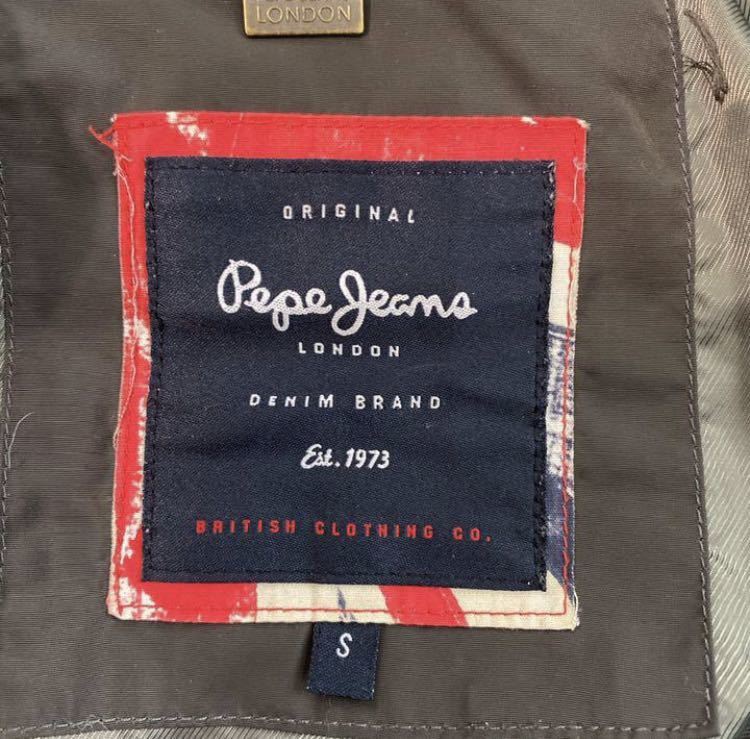 LONDON
ORIGINAL
Pepe Jeans
LONDON
DENIM BRAND
Est. 1973
BRITISH CLOTHING CO.
S